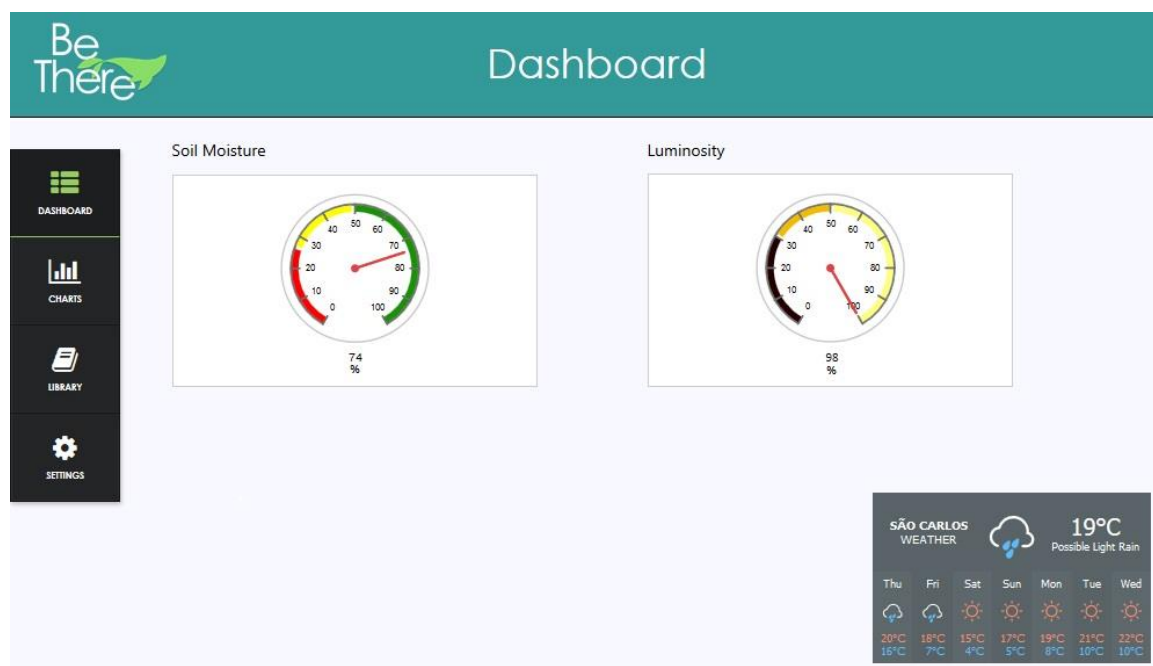 Be
There
Dashboard
DASHBOARD
CHARTS
LIBRARY
SETTINGS
Soil Moisture
0 10 20 30 40 50 60 70 80 90 100
74
%
Luminosity
0 10 20 30 40 50 60 70 80 90 100
98
%
SÃO CARLOS
WEATHER
19°C
Possible Light Rain
Thu Fri Sat Sun Mon Tue Wed
20°C 18°C 15°C 17°C 19°C 21°C 22°C
16°C 7°C 4°C 5°C 8°C 10°C 10°C